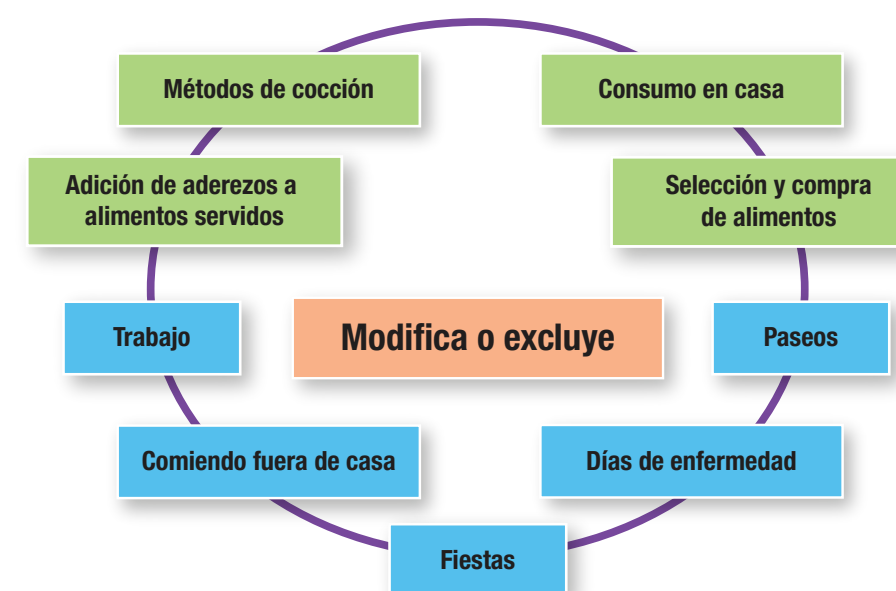 Métodos de cocción
Consumo en casa
Adición de aderezos a
alimentos servidos
Selección y compra
de alimentos
Trabajo
Modifica o excluye
Paseos
Comiendo fuera de casa
Días de enfermedad
Fiestas